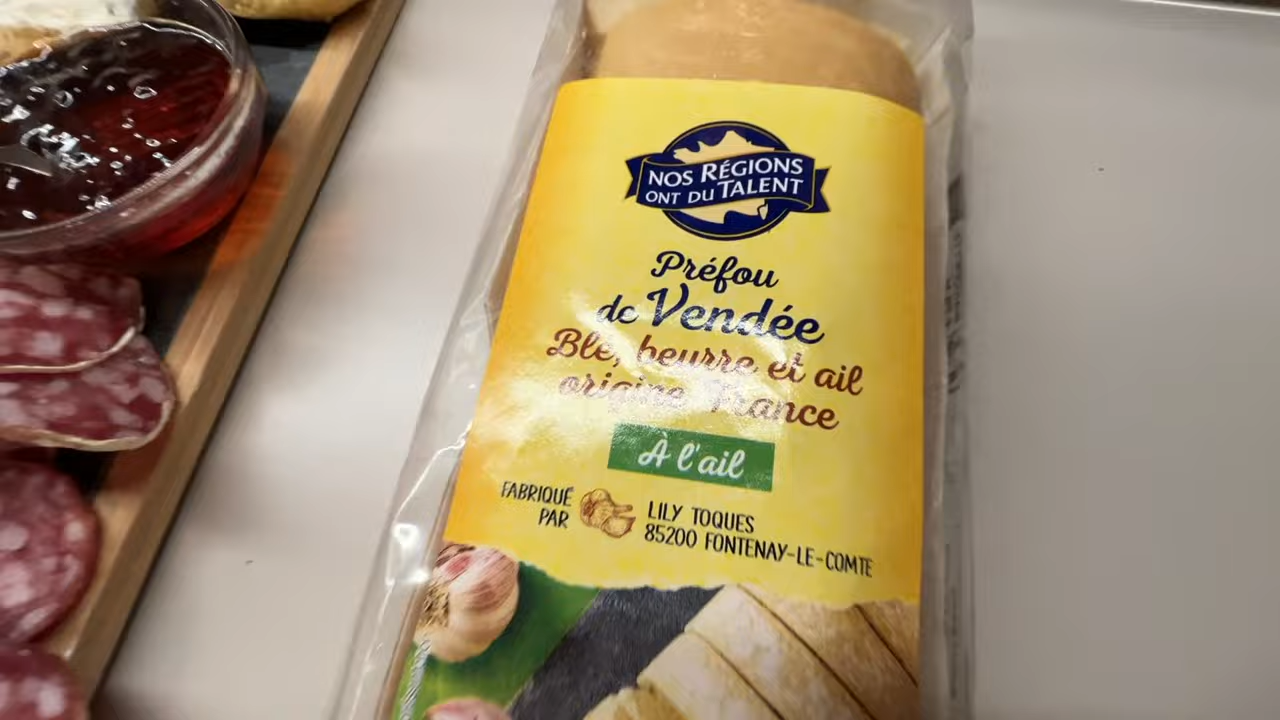 NOS RÉGIONS
ONT DU TALENT
Préfou
de Vendée
Blé, beurre et ail
origine France
À l'ail
FABRIQUÉ
PAR
LILY TOQUES
85200 FONTENAY-LE-COMTE